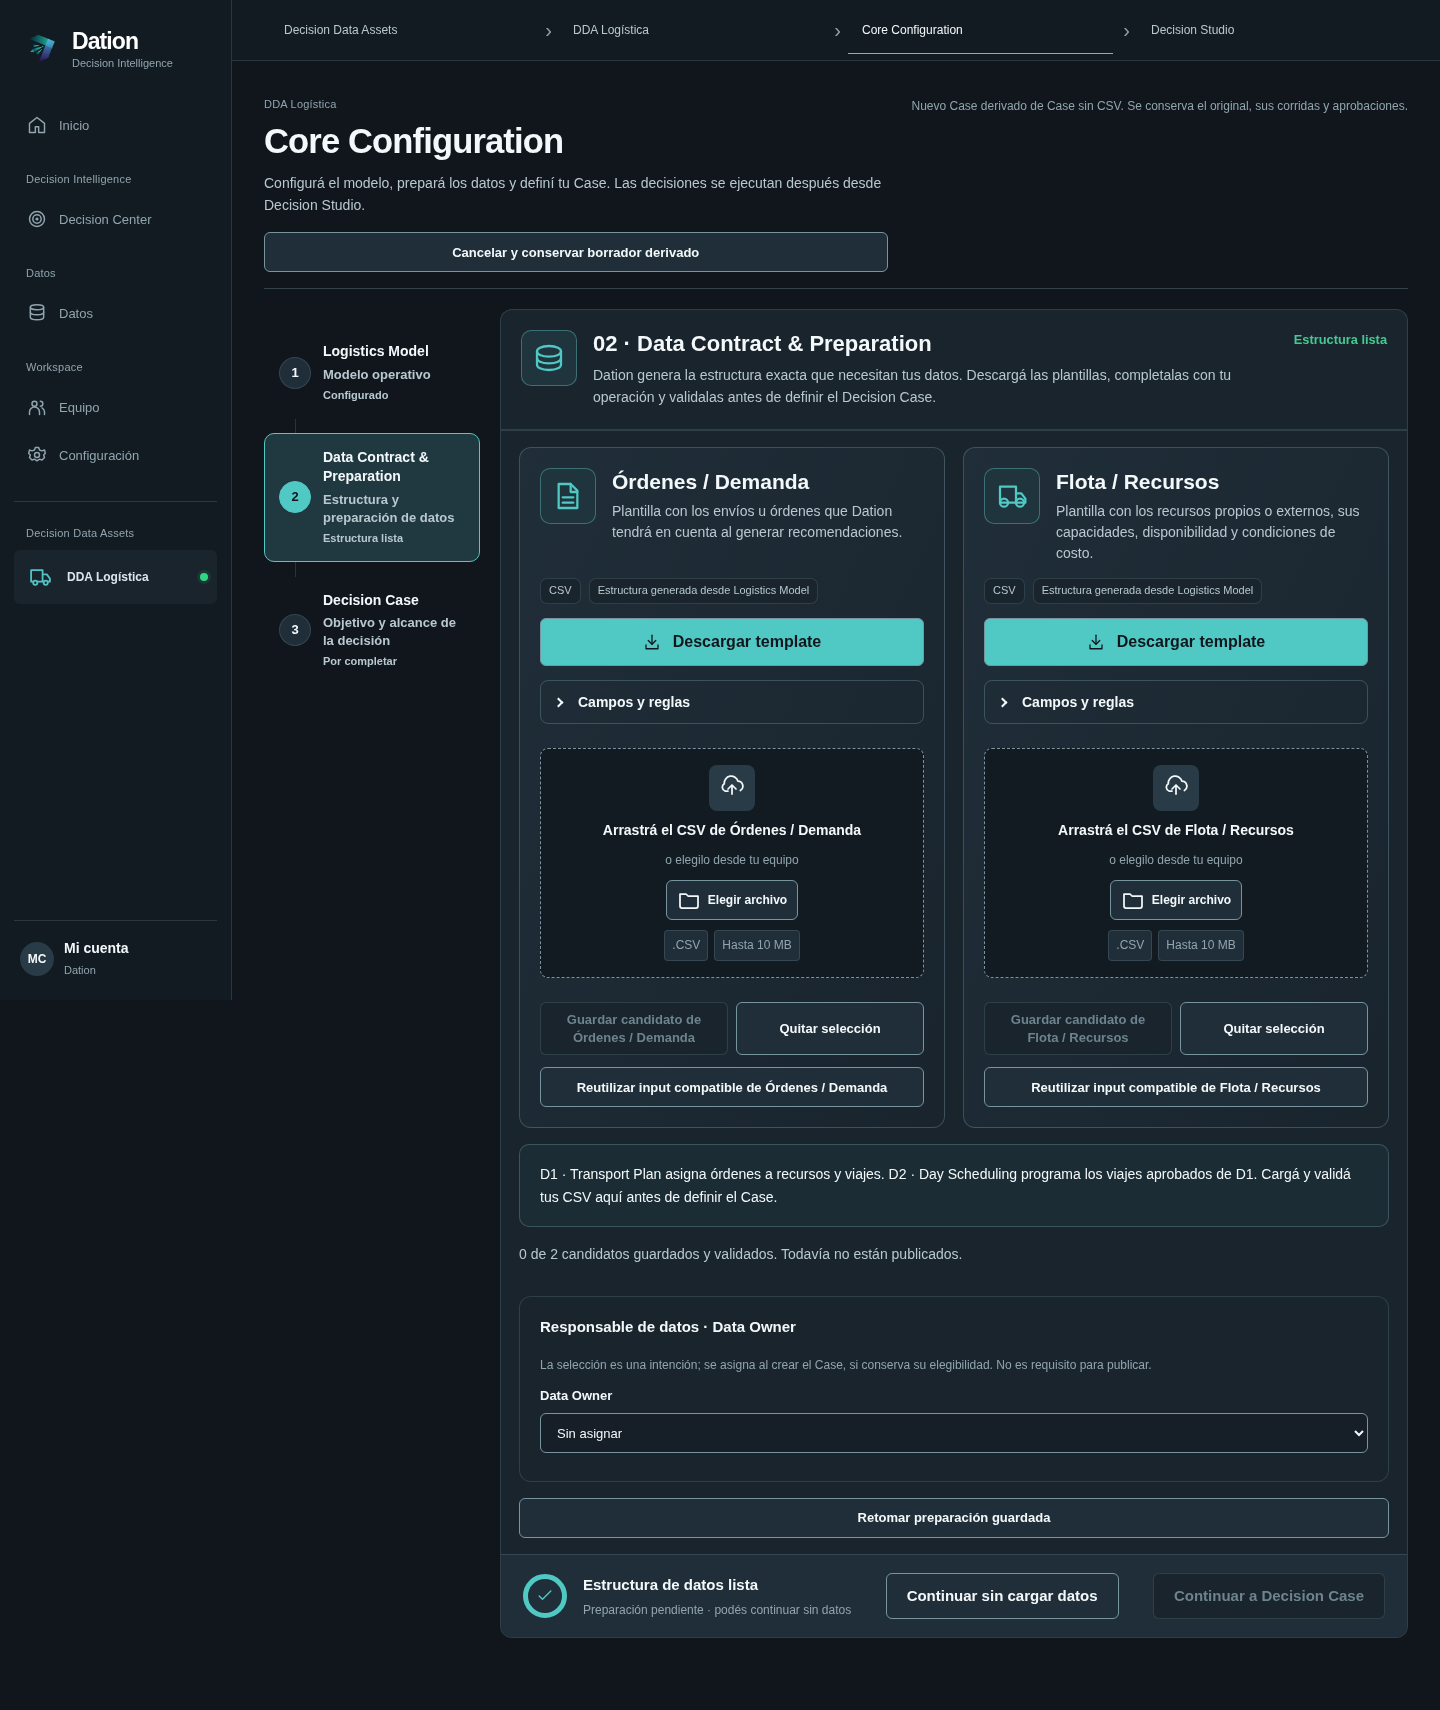 Dation
Decision Intelligence
Inicio
Decision Intelligence
Decision Center
Datos
Datos
Workspace
Equipo
Configuración
Decision Data Assets
DDA Logística
MC
Mi cuenta
Dation
Decision Data Assets
DDA Logística
Core Configuration
Decision Studio
DDA Logística
Nuevo Case derivado de Case sin CSV. Se conserva el original, sus corridas y aprobaciones.
Core Configuration
Configurá el modelo, prepará los datos y definí tu Case. Las decisiones se ejecutan después desde
Decision Studio.
Cancelar y conservar borrador derivado
1
Logistics Model
Modelo operativo
Configurado
2
Data Contract &
Preparation
Estructura y
preparación de datos
Estructura lista
3
Decision Case
Objetivo y alcance de
la decisión
Por completar
02 · Data Contract & Preparation
Estructura lista
Dation genera la estructura exacta que necesitan tus datos. Descargá las plantillas, completalas con tu
operación y validalas antes de definir el Decision Case.
Órdenes / Demanda
Plantilla con los envíos u órdenes que Dation
tendrá en cuenta al generar recomendaciones.
CSV
Estructura generada desde Logistics Model
Descargar template
Campos y reglas
Arrastrá el CSV de Órdenes / Demanda
o elegilo desde tu equipo
Elegir archivo
.CSV
Hasta 10 MB
Guardar candidato de
Órdenes / Demanda
Quitar selección
Reutilizar input compatible de Órdenes / Demanda
Flota / Recursos
Plantilla con los recursos propios o externos, sus
capacidades, disponibilidad y condiciones de
costo.
CSV
Estructura generada desde Logistics Model
Descargar template
Campos y reglas
Arrastrá el CSV de Flota / Recursos
o elegilo desde tu equipo
Elegir archivo
.CSV
Hasta 10 MB
Guardar candidato de
Flota / Recursos
Quitar selección
Reutilizar input compatible de Flota / Recursos
D1 · Transport Plan asigna órdenes a recursos y viajes. D2 · Day Scheduling programa los viajes aprobados de D1. Cargá y validá
tus CSV aquí antes de definir el Case.
0 de 2 candidatos guardados y validados. Todavía no están publicados.
Responsable de datos · Data Owner
La selección es una intención; se asigna al crear el Case, si conserva su elegibilidad. No es requisito para publicar.
Data Owner
Sin asignar
Retomar preparación guardada
Estructura de datos lista
Preparación pendiente · podés continuar sin datos
Continuar sin cargar datos
Continuar a Decision Case